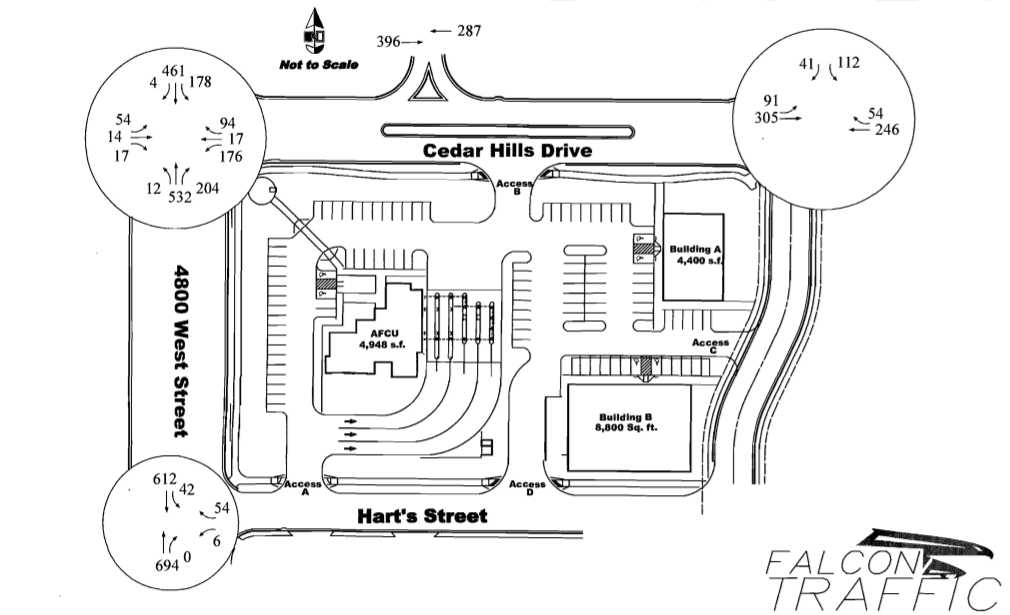 287
396
Not to Scale
461
4
178
54
14
17
94
17
176
12
532
204
41
112
91
305
54
246
Cedar Hills Drive
Access
B
Building A
4,400 s.f.
4800 West Street
AFCU
4,948 s.f.
Access
C
Building B
8,800 Sq. ft.
612
42
54
6
694
0
Access
A
Access
D
Hart's Street
FALCON
TRAFFIC